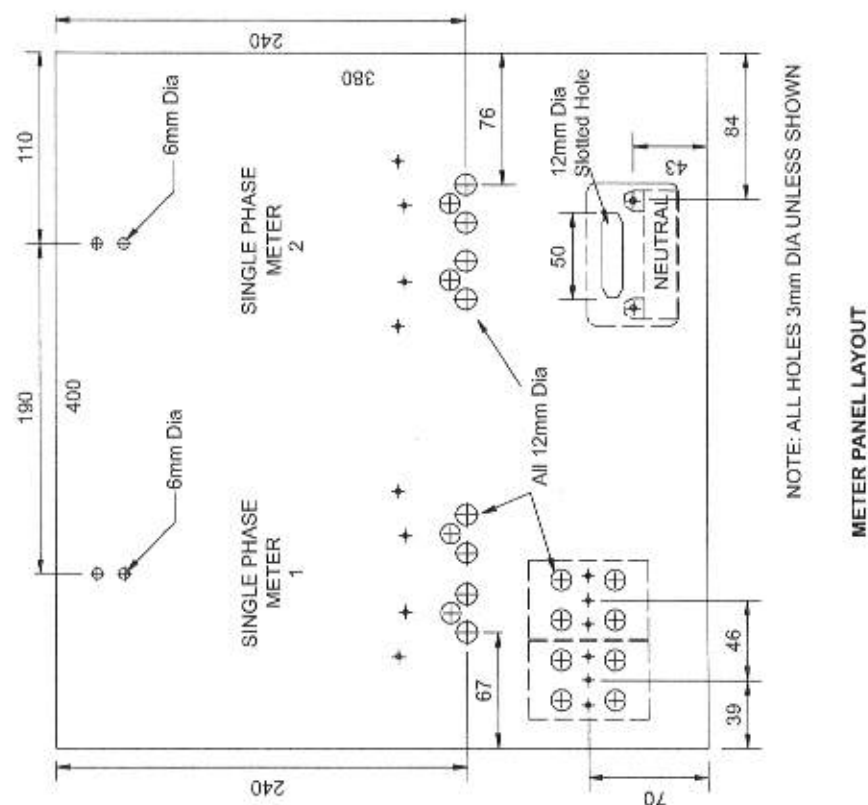 240
110
380
6mm Dia
76
12mm Dia
Slotted Hole
84
43
SINGLE PHASE
METER
2
50
NEUTRAL
190
400
6mm Dia
All 12mm Dia
SINGLE PHASE
METER
1
67
46
39
240
70
NOTE: ALL HOLES 3mm DIA UNLESS SHOWN
METER PANEL LAYOUT